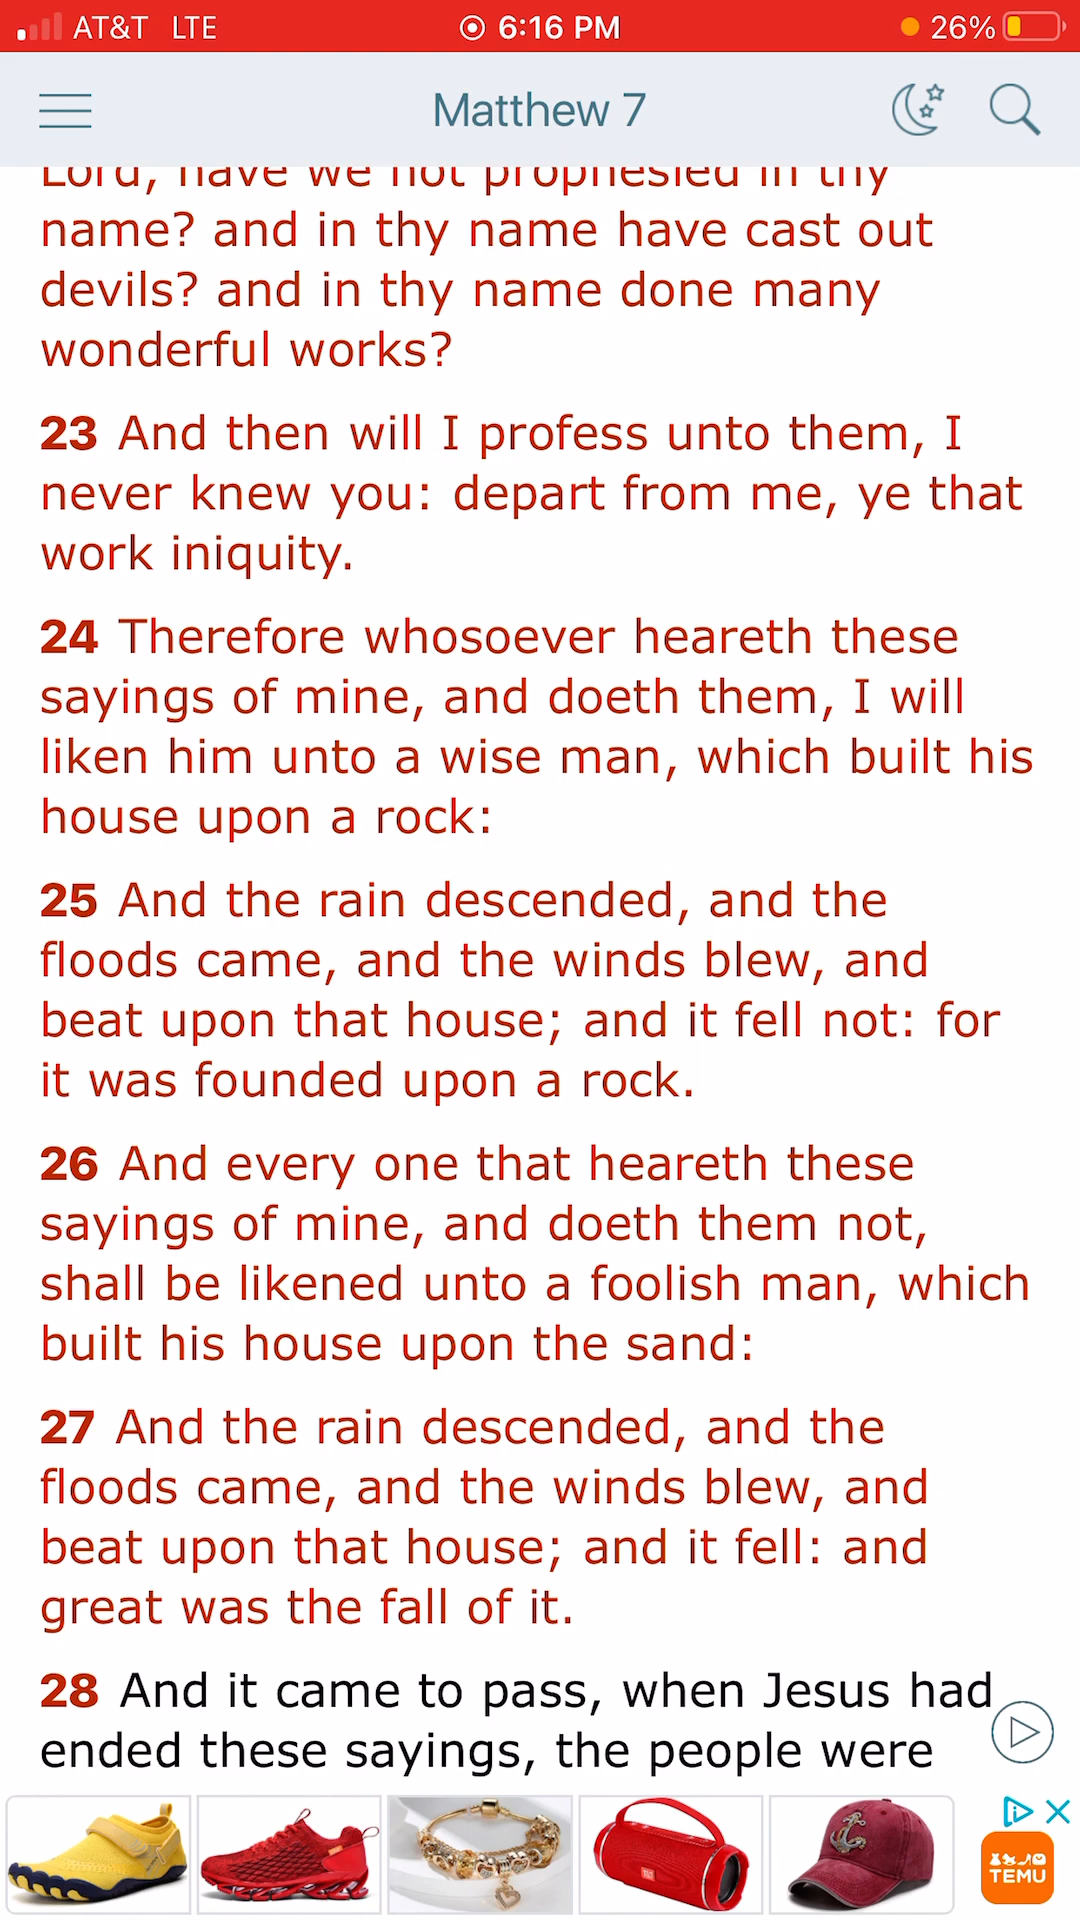 AT&T LTE 6:16 PM 26%
Matthew 7
Lord, have we not prophesied in thy
name? and in thy name have cast out
devils? and in thy name done many
wonderful works?
23 And then will I profess unto them, I
never knew you: depart from me, ye that
work iniquity.
24 Therefore whosoever heareth these
sayings of mine, and doeth them, I will
liken him unto a wise man, which built his
house upon a rock:
25 And the rain descended, and the
floods came, and the winds blew, and
beat upon that house; and it fell not: for
it was founded upon a rock.
26 And every one that heareth these
sayings of mine, and doeth them not,
shall be likened unto a foolish man, which
built his house upon the sand:
27 And the rain descended, and the
floods came, and the winds blew, and
beat upon that house; and it fell: and
great was the fall of it.
28 And it came to pass, when Jesus had
ended these sayings, the people were
TEMU